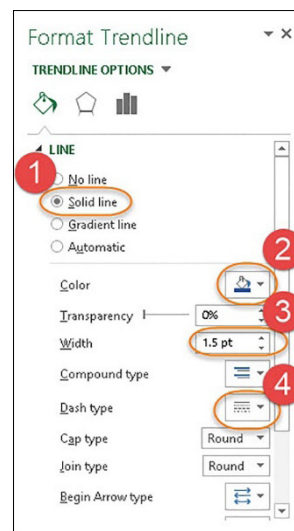 Format Trendline
TRENDLINE OPTIONS
LINE
1
No line
Solid line
Gradient line
Automatic
2
Color
Transparency 0%
3
Width 1.5 pt
Compound type
4
Dash type
Cap type Round
Join type Round
Begin Arrow type